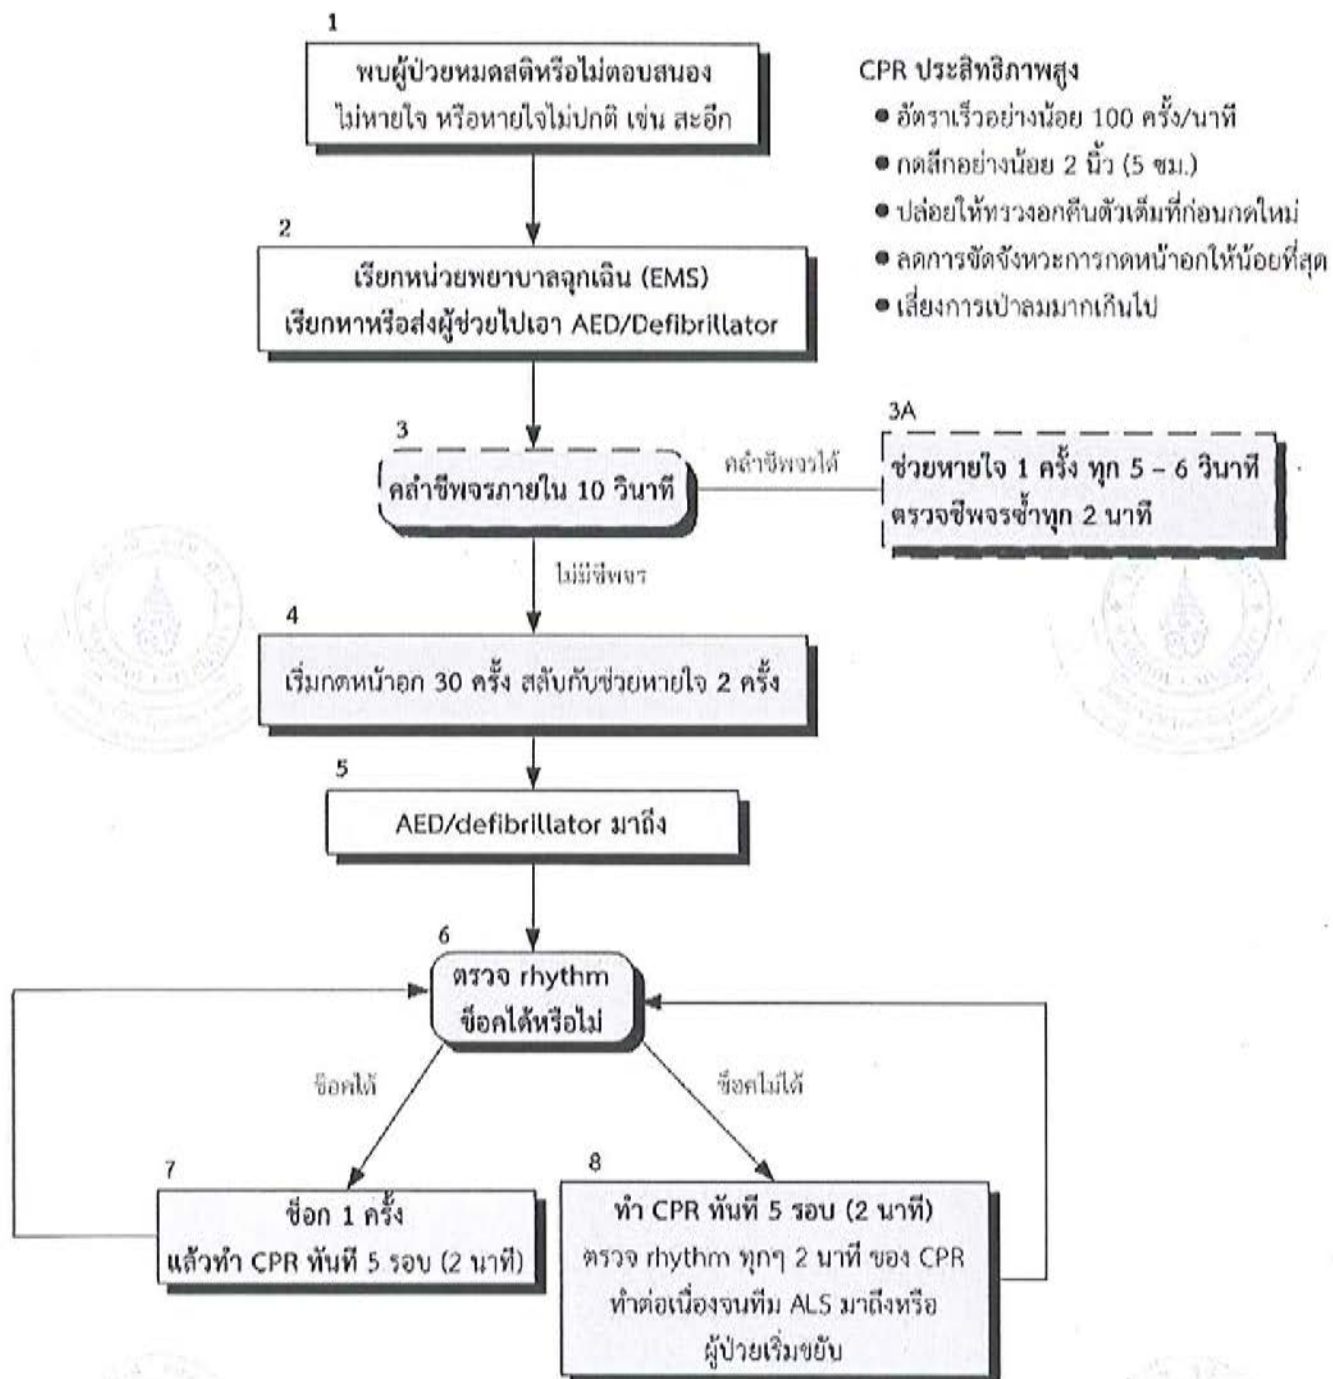 1
พบผู้ป่วยหมดสติหรือไม่ตอบสนอง
ไม่หายใจ หรือหายใจไม่ปกติ เช่น สะอึก
CPR ประสิทธิภาพสูง
● อัตราเร็วอย่างน้อย 100 ครั้ง/นาที
● กดลึกอย่างน้อย 2 นิ้ว (5 ซม.)
● ปล่อยให้ทรวงอกคืนตัวเต็มที่ก่อนกดใหม่
● ลดการขัดจังหวะการกดหน้าอกให้น้อยที่สุด
● เลี่ยงการเป่าลมมากเกินไป
2
เรียกหน่วยพยาบาลฉุกเฉิน (EMS)
เรียกหาหรือส่งผู้ช่วยไปเอา AED/Defibrillator
3
คลำชีพจรภายใน 10 วินาที
คลำชีพจรได้
3A
ช่วยหายใจ 1 ครั้ง ทุก 5 – 6 วินาที
ตรวจชีพจรซ้ำทุก 2 นาที
ไม่มีชีพจร
4
เริ่มกดหน้าอก 30 ครั้ง สลับกับช่วยหายใจ 2 ครั้ง
5
AED/defibrillator มาถึง
6
ตรวจ rhythm
ช็อคได้หรือไม่
ช็อคได้
ช็อคไม่ได้
7
ช็อก 1 ครั้ง
แล้วทำ CPR ทันที 5 รอบ (2 นาที)
8
ทำ CPR ทันที 5 รอบ (2 นาที)
ตรวจ rhythm ทุกๆ 2 นาที ของ CPR
ทำต่อเนื่องจนทีม ALS มาถึงหรือ
ผู้ป่วยเริ่มขยับ